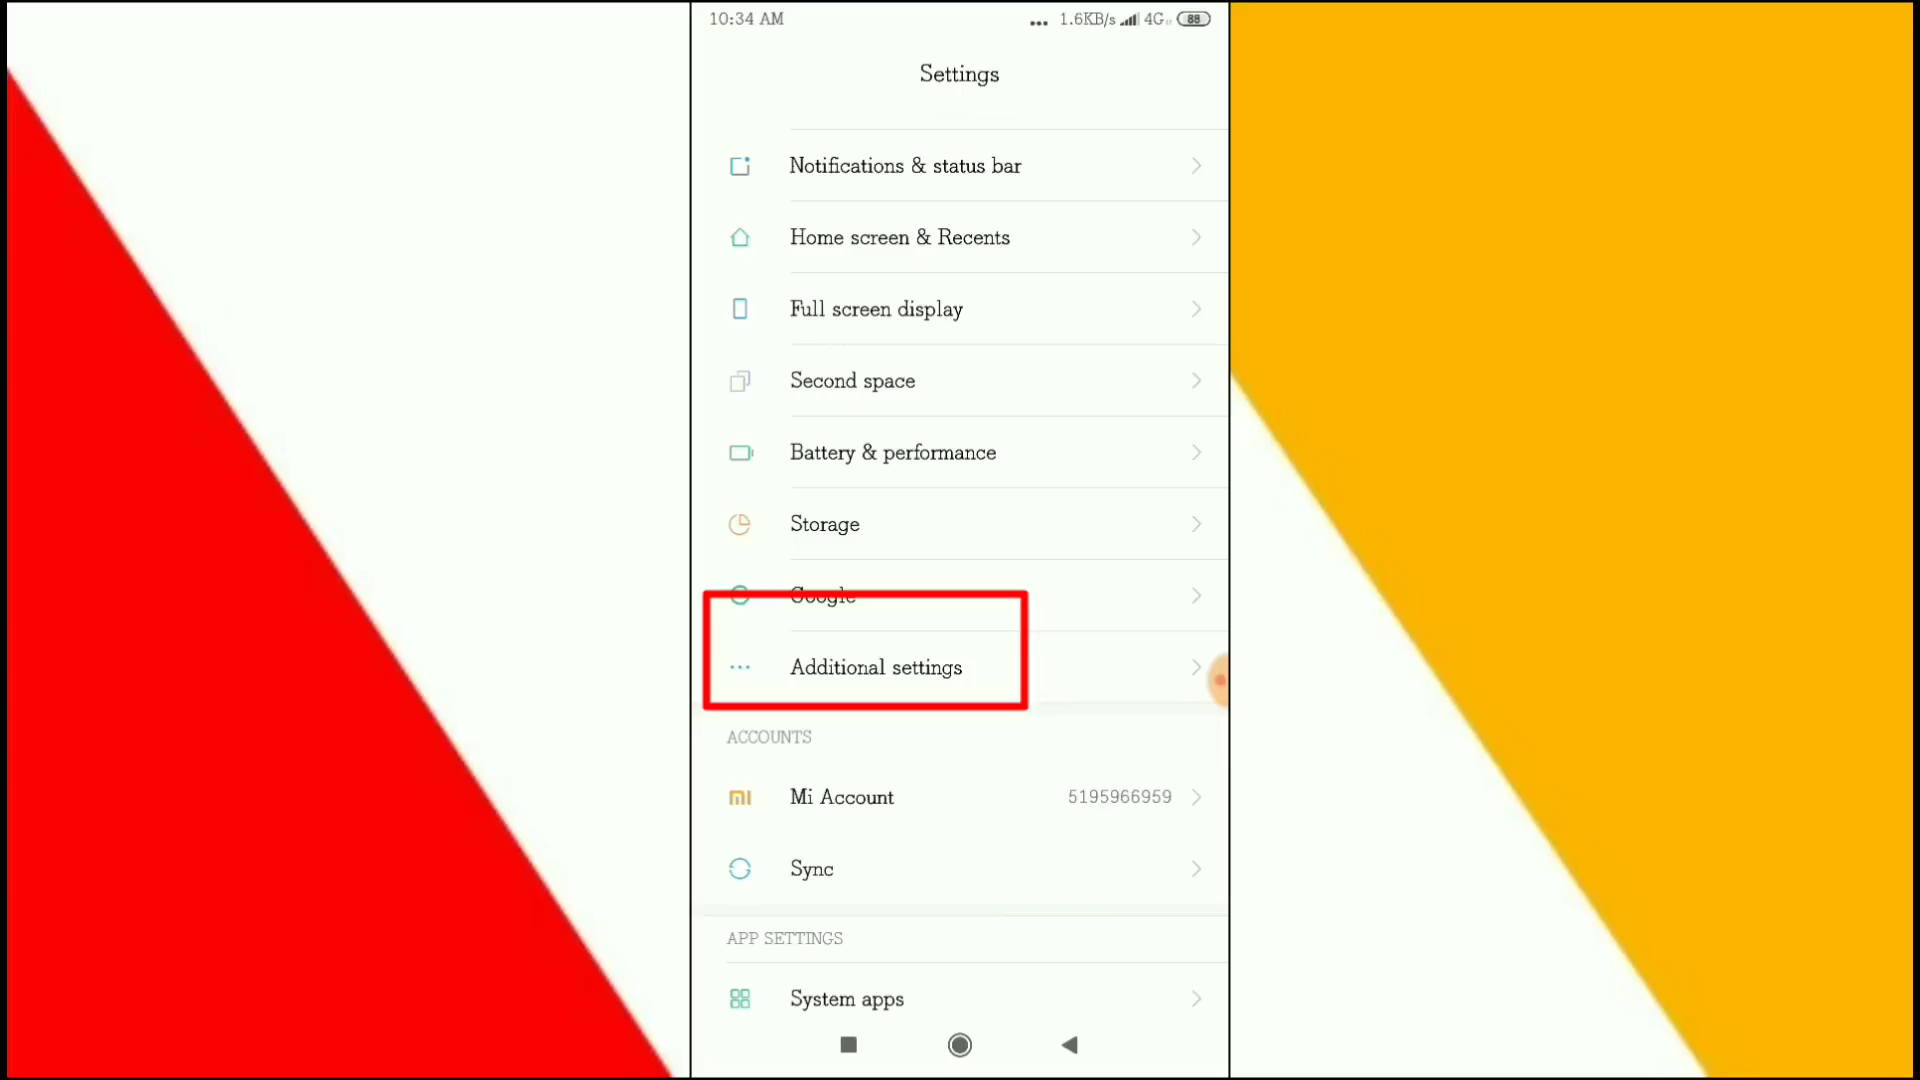 10:34 AM ... 1.6KB/s 4G 88
Settings
Notifications & status bar
Home screen & Recents
Full screen display
Second space
Battery & performance
Storage
Google
Additional settings
ACCOUNTS
Mi Account 5195966959
Sync
APP SETTINGS
System apps